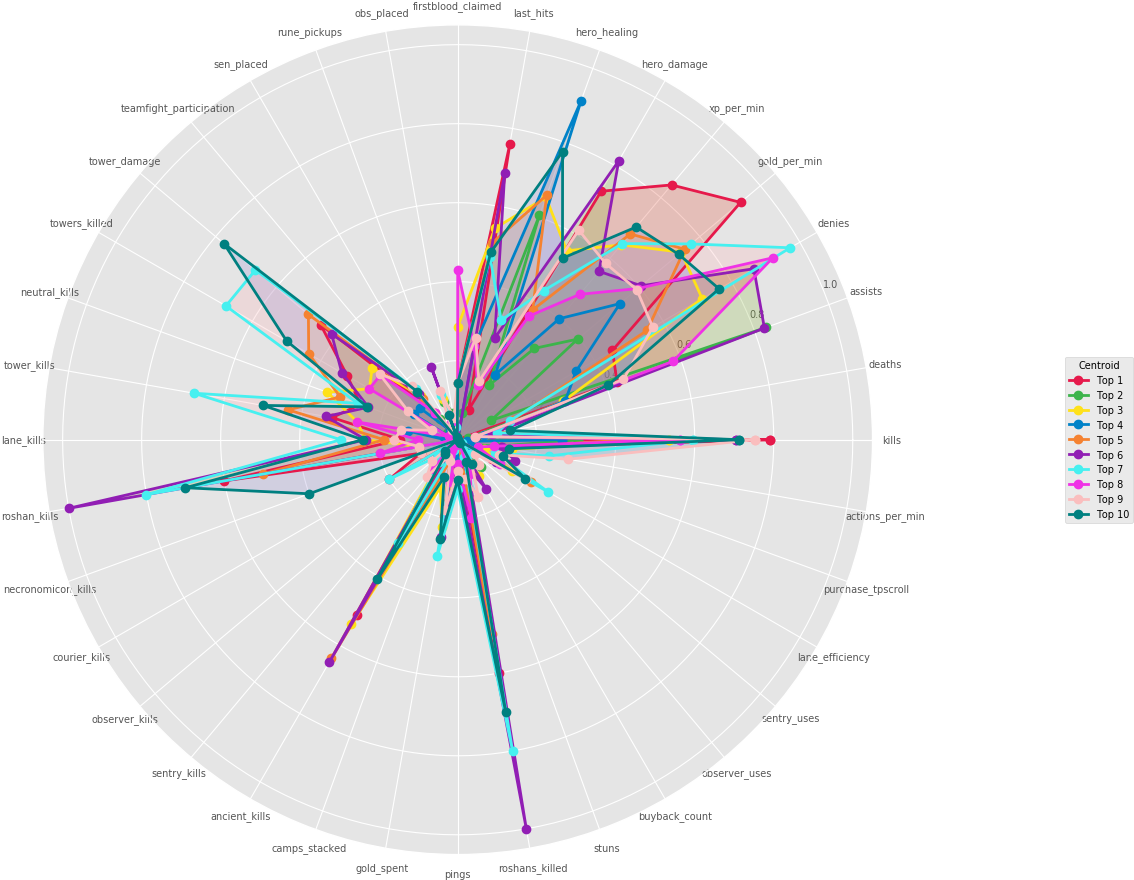 firstblood_claimed
obs_placed
last_hits
rune_pickups
hero_healing
sen_placed
hero_damage
teamfight_participation
xp_per_min
tower_damage
gold_per_min
towers_killed
denies
neutral_kills
1.0
assists
0.8
0.6
tower_kills
deaths
lane_kills
kills
roshan_kills
actions_per_min
necronomicon_kills
purchase_tpscroll
courier_kills
lane_efficiency
observer_kills
sentry_uses
sentry_kills
observer_uses
ancient_kills
buyback_count
camps_stacked
stuns
gold_spent
roshans_killed
pings
Centroid
Top 1
Top 2
Top 3
Top 4
Top 5
Top 6
Top 7
Top 8
Top 9
Top 10